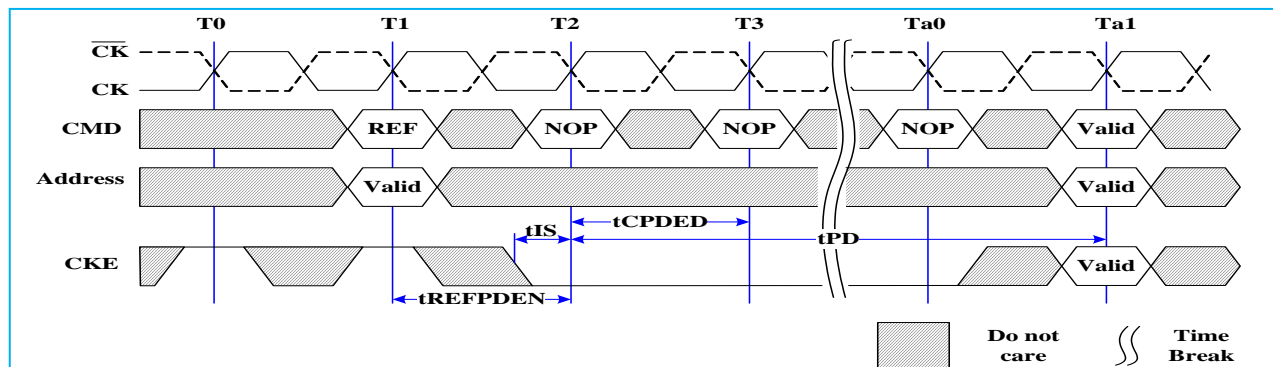 T0 T1 T2 T3 Ta0 Ta1
CK
CK
CMD REF NOP NOP NOP Valid
Address Valid Valid
tIS tCPDED
tPD
CKE Valid
tREFPDEN
Do not care
Time Break